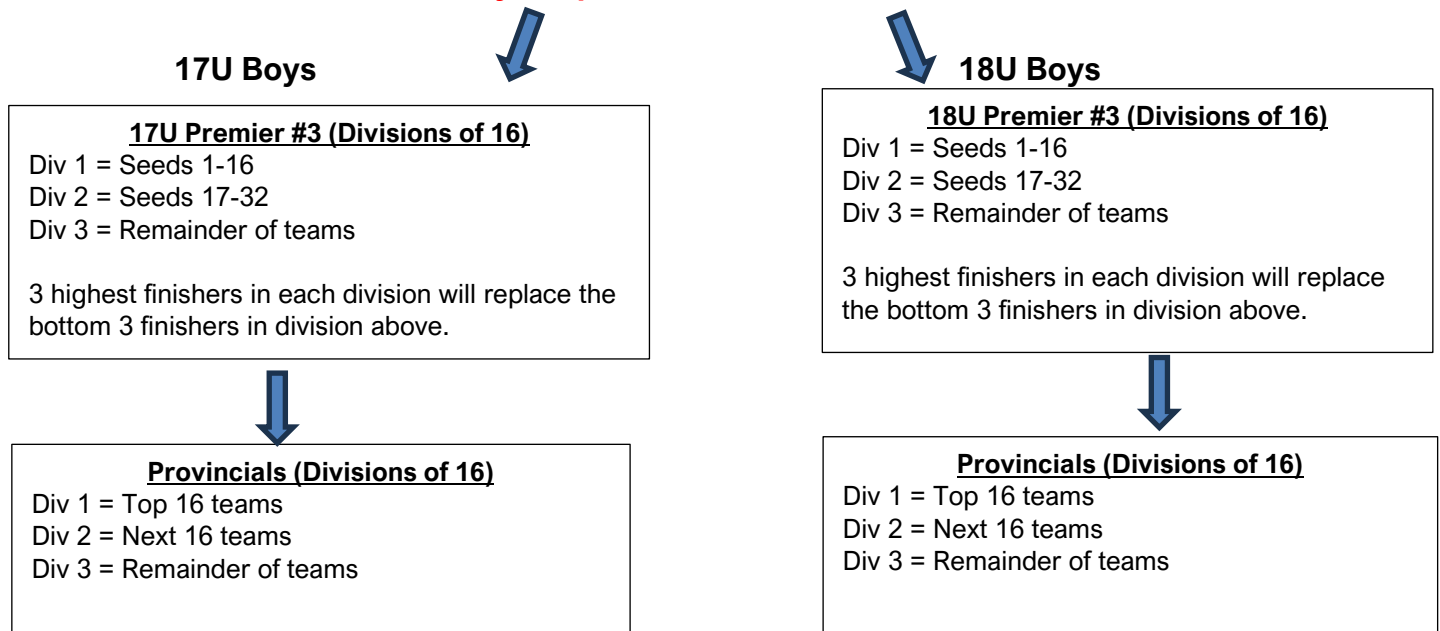 17U Boys
17U Premier #3 (Divisions of 16)
Div 1 = Seeds 1-16
Div 2 = Seeds 17-32
Div 3 = Remainder of teams
3 highest finishers in each division will replace the
bottom 3 finishers in division above.
Provincials (Divisions of 16)
Div 1 = Top 16 teams
Div 2 = Next 16 teams
Div 3 = Remainder of teams
18U Boys
18U Premier #3 (Divisions of 16)
Div 1 = Seeds 1-16
Div 2 = Seeds 17-32
Div 3 = Remainder of teams
3 highest finishers in each division will replace
the bottom 3 finishers in division above.
Provincials (Divisions of 16)
Div 1 = Top 16 teams
Div 2 = Next 16 teams
Div 3 = Remainder of teams